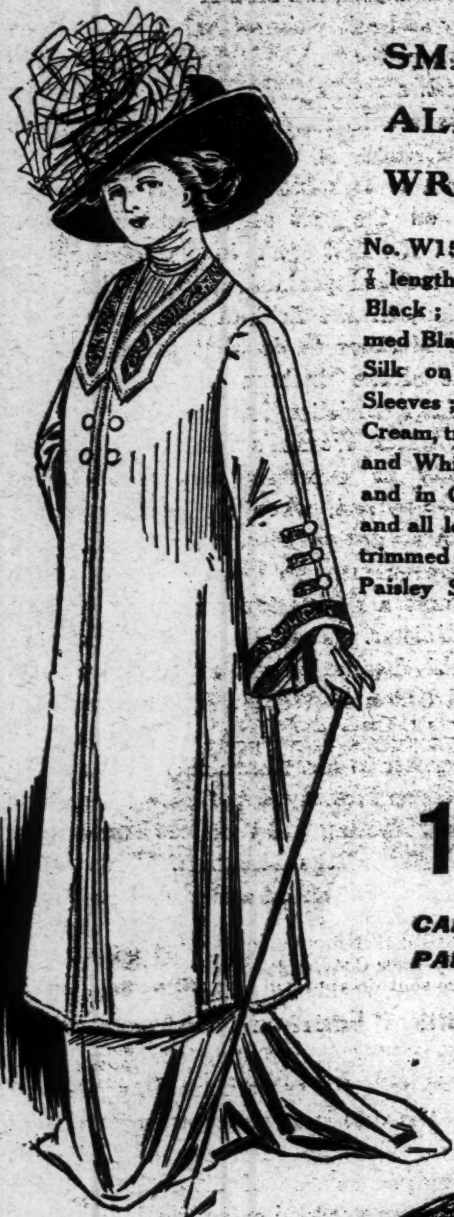 SM
AL
WR
No. W15
⅞ length
Black ;
med Bla
Silk on
Sleeves ;
Cream, t
and Whi
and in C
and all l
trimmed
Paisley S
1
CA
PA